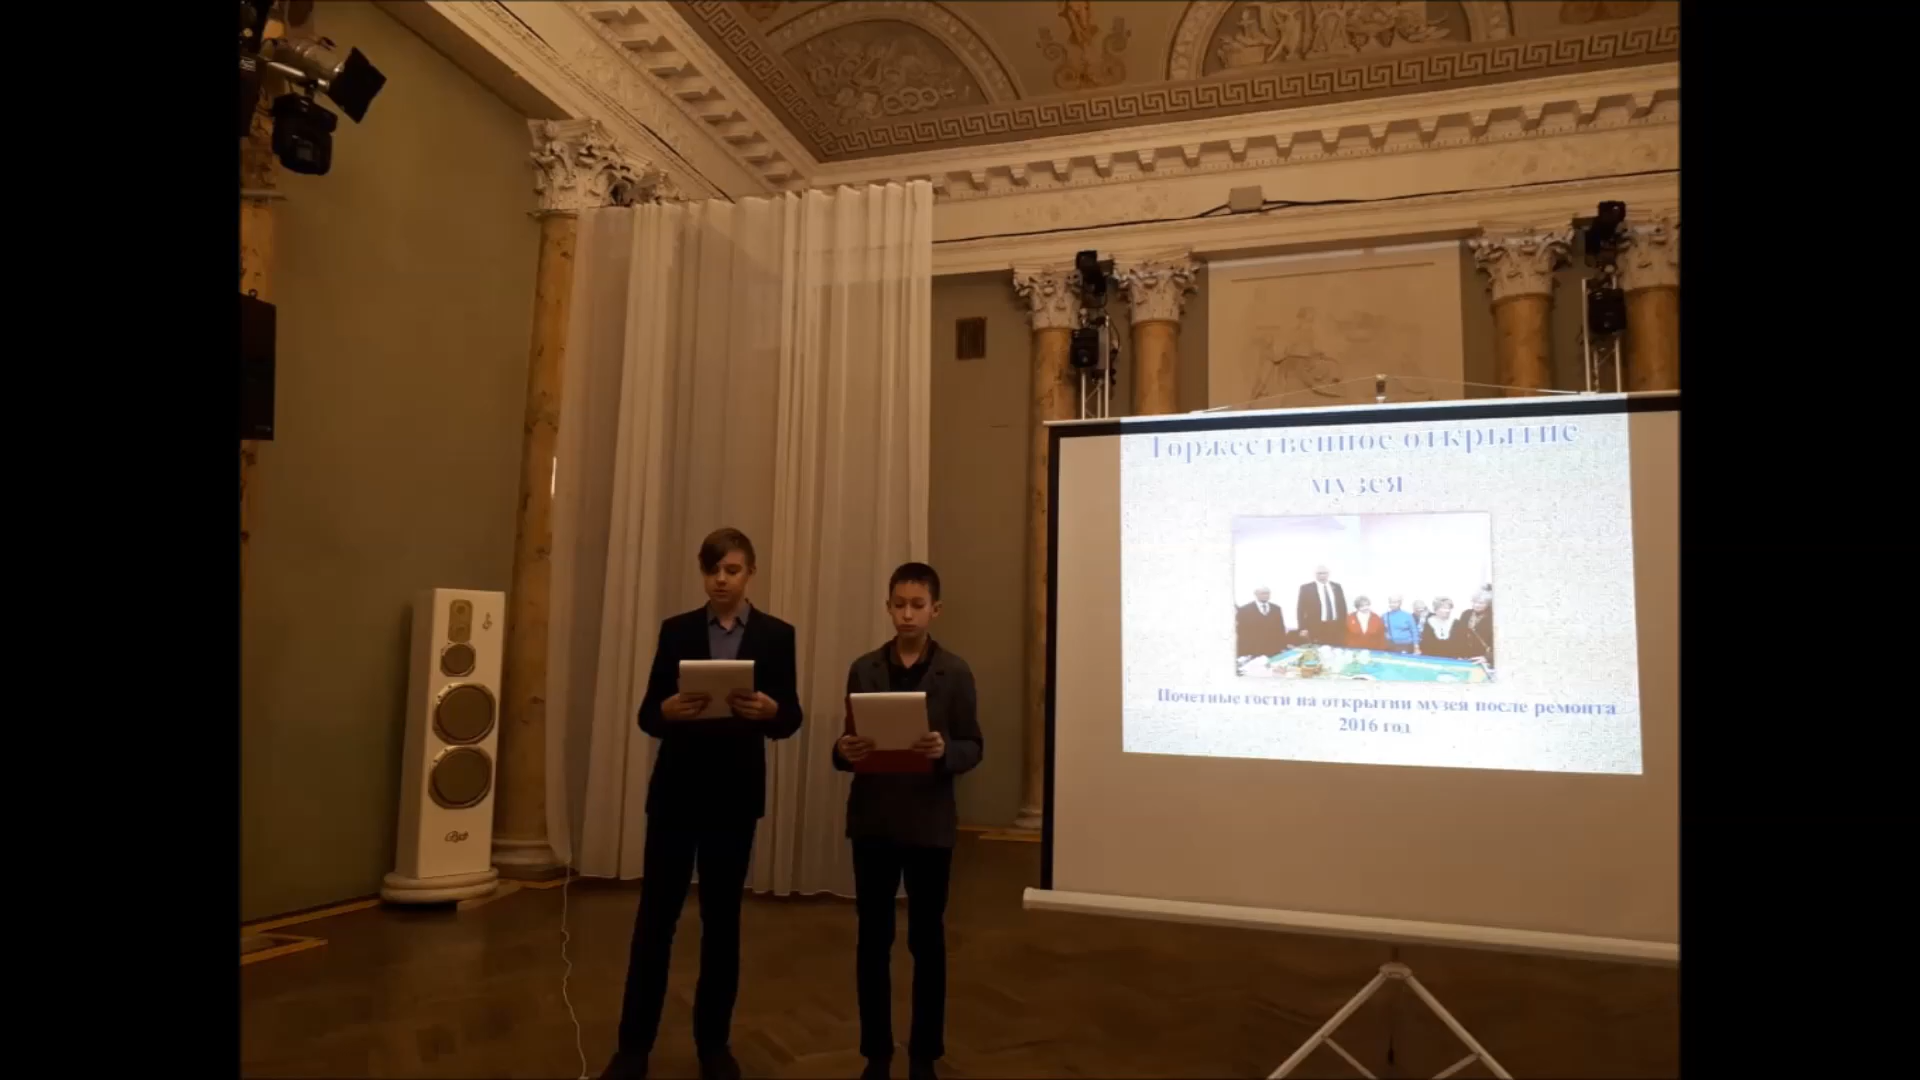 Торжественное открытие
музея
Почетные гости на открытии музея после ремонта
2016 год